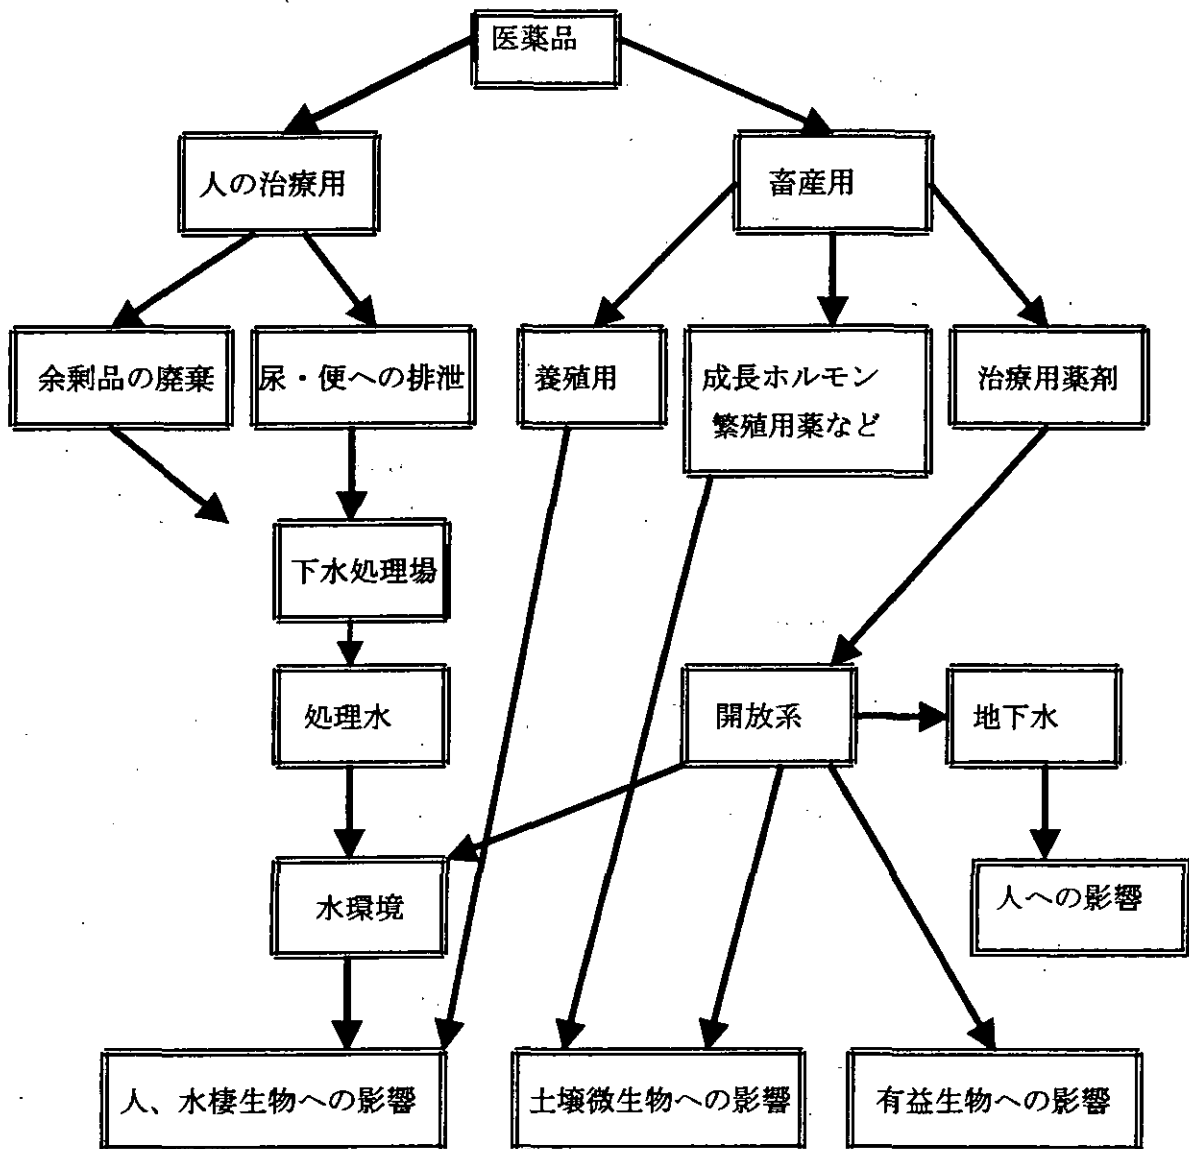 医薬品
人の治療用
畜産用
余剰品の廃棄
尿・便への排泄
養殖用
成長ホルモン
繁殖用薬など
治療用薬剤
下水処理場
処理水
開放系
地下水
水環境
人への影響
人、水棲生物への影響
土壌微生物への影響
有益生物への影響